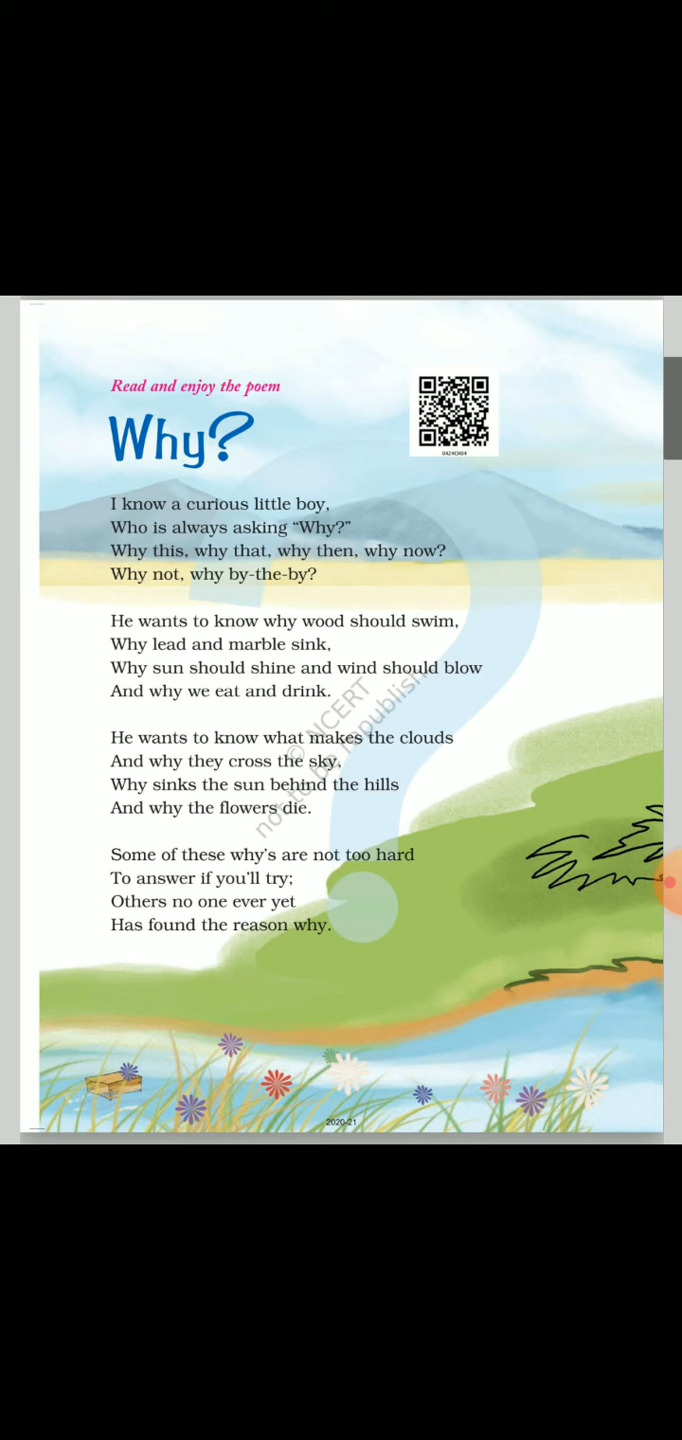 Read and enjoy the poem
Why?
0424CH04
I know a curious little boy,
Who is always asking “Why?”
Why this, why that, why then, why now?
Why not, why by-the-by?
He wants to know why wood should swim,
Why lead and marble sink,
Why sun should shine and wind should blow
And why we eat and drink.
He wants to know what makes the clouds
And why they cross the sky,
Why sinks the sun behind the hills
And why the flowers die.
Some of these why’s are not too hard
To answer if you’ll try;
Others no one ever yet
Has found the reason why.
© NCERT
not to be republish
2020-21